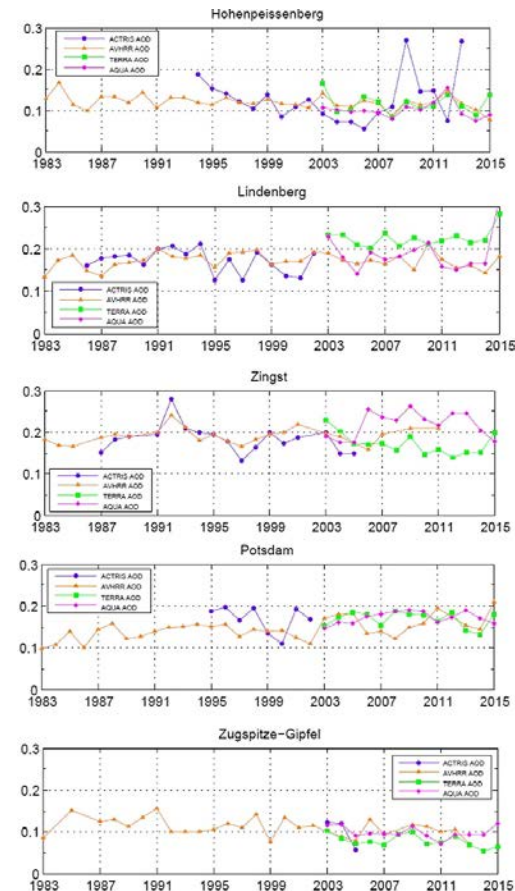 Hohenpeissenberg
0.3
0.2
0.1
0
ACTRIS AOD
AVHRR AOD
TERRA AOD
AQUA AOD
1983 1987 1991 1995 1999 2003 2007 2011 2015
Lindenberg
0.3
0.2
0.1
0
ACTRIS AOD
AVHRR AOD
TERRA AOD
AQUA AOD
1983 1987 1991 1995 1999 2003 2007 2011 2015
Zingst
0.3
0.2
0.1
0
ACTRIS AOD
AVHRR AOD
TERRA AOD
AQUA AOD
1983 1987 1991 1995 1999 2003 2007 2011 2015
Potsdam
0.3
0.2
0.1
0
ACTRIS AOD
AVHRR AOD
TERRA AOD
AQUA AOD
1983 1987 1991 1995 1999 2003 2007 2011 2015
Zugspitze-Gipfel
0.3
0.2
0.1
0
ACTRIS AOD
AVHRR AOD
TERRA AOD
AQUA AOD
1983 1987 1991 1995 1999 2003 2007 2011 2015